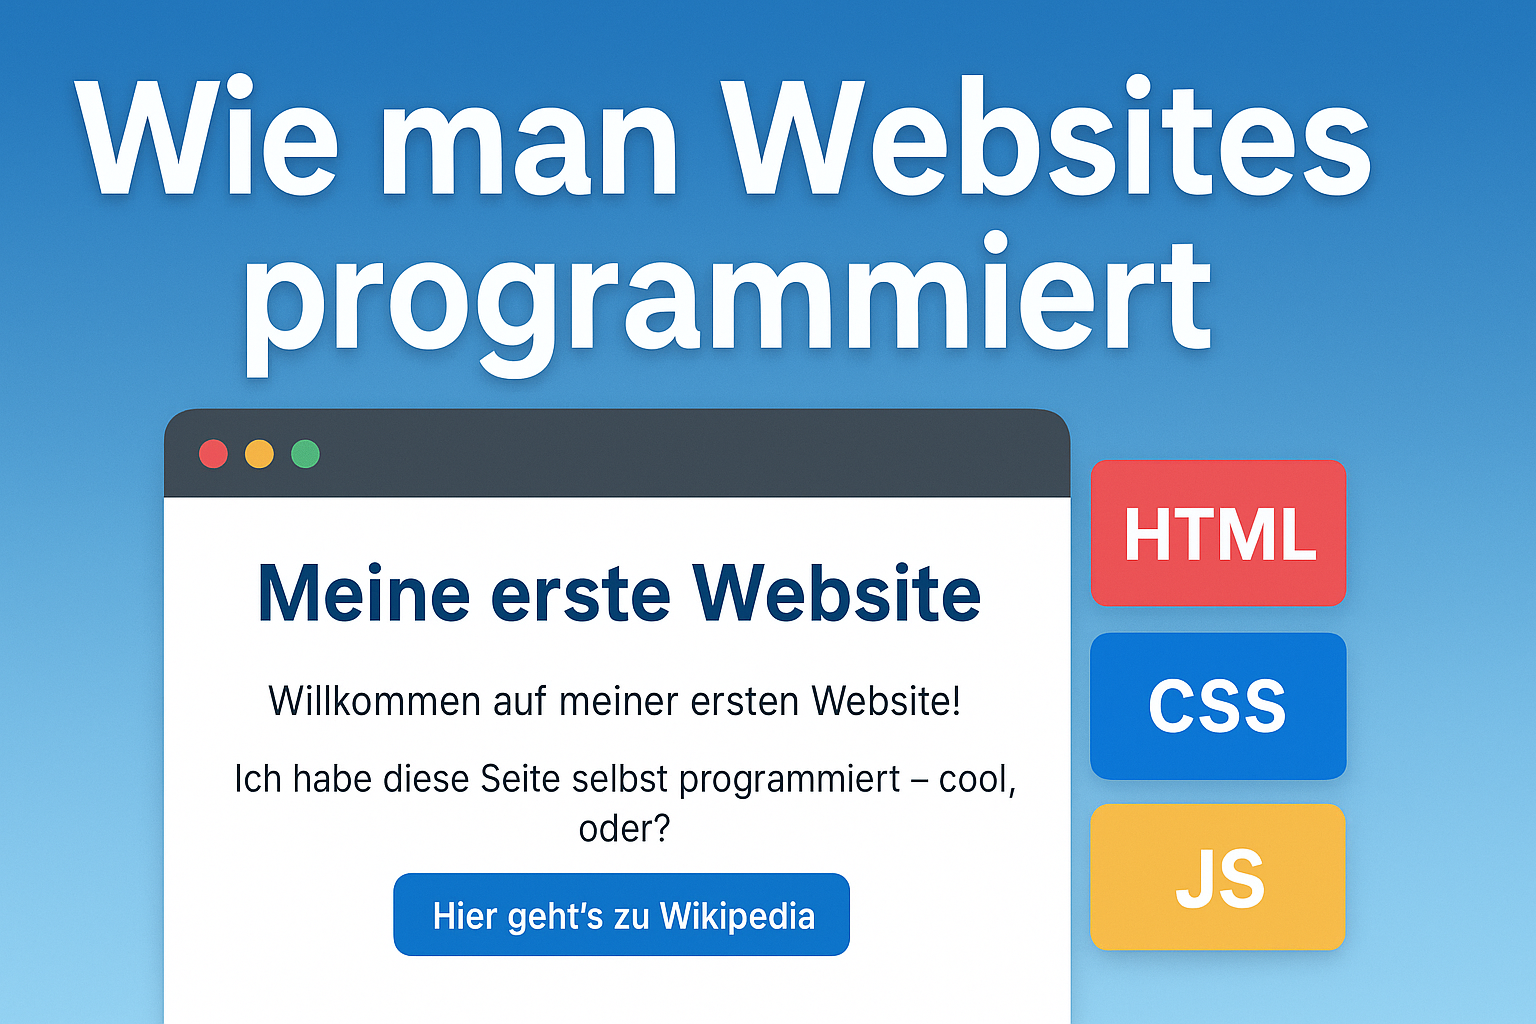 Wie man Websites
programmiert
Meine erste Website
Willkommen auf meiner ersten Website!
Ich habe diese Seite selbst programmiert – cool,
oder?
Hier geht's zu Wikipedia
HTML
CSS
JS